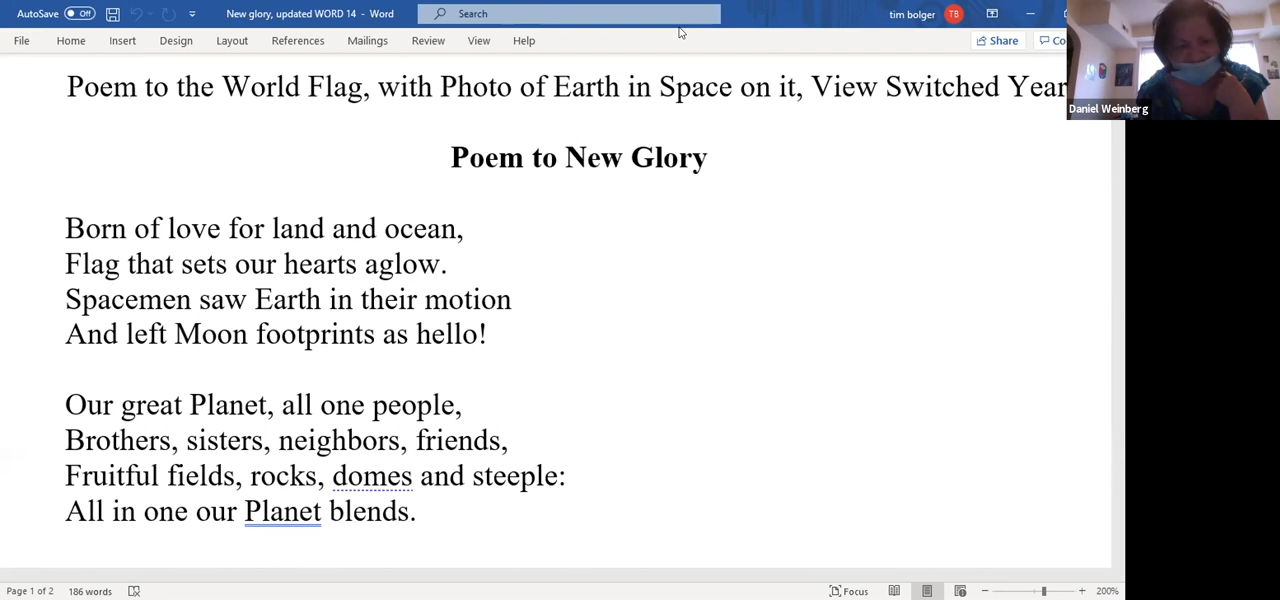 AutoSave Off New glory, updated WORD 14 - Word Search tim bolger TB
File Home Insert Design Layout References Mailings Review View Help Share Co
Daniel Weinberg
Poem to the World Flag, with Photo of Earth in Space on it, View Switched Year
Poem to New Glory
Born of love for land and ocean,
Flag that sets our hearts aglow.
Spacemen saw Earth in their motion
And left Moon footprints as hello!
Our great Planet, all one people,
Brothers, sisters, neighbors, friends,
Fruitful fields, rocks, domes and steeple:
All in one our Planet blends.
Page 1 of 2 186 words Focus 200%